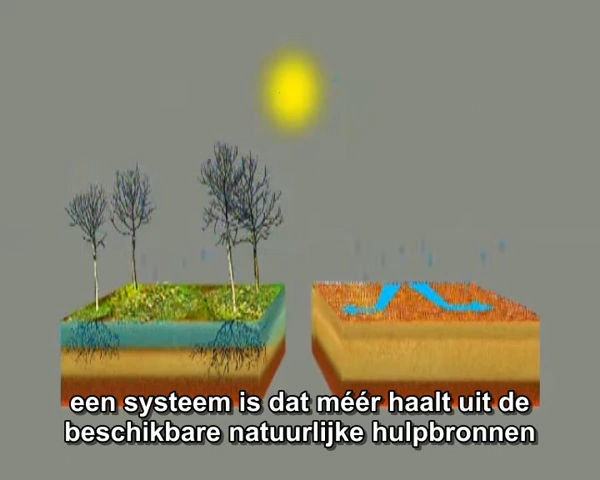 een systeem is dat méér haalt uit de
beschikbare natuurlijke hulpbronnen